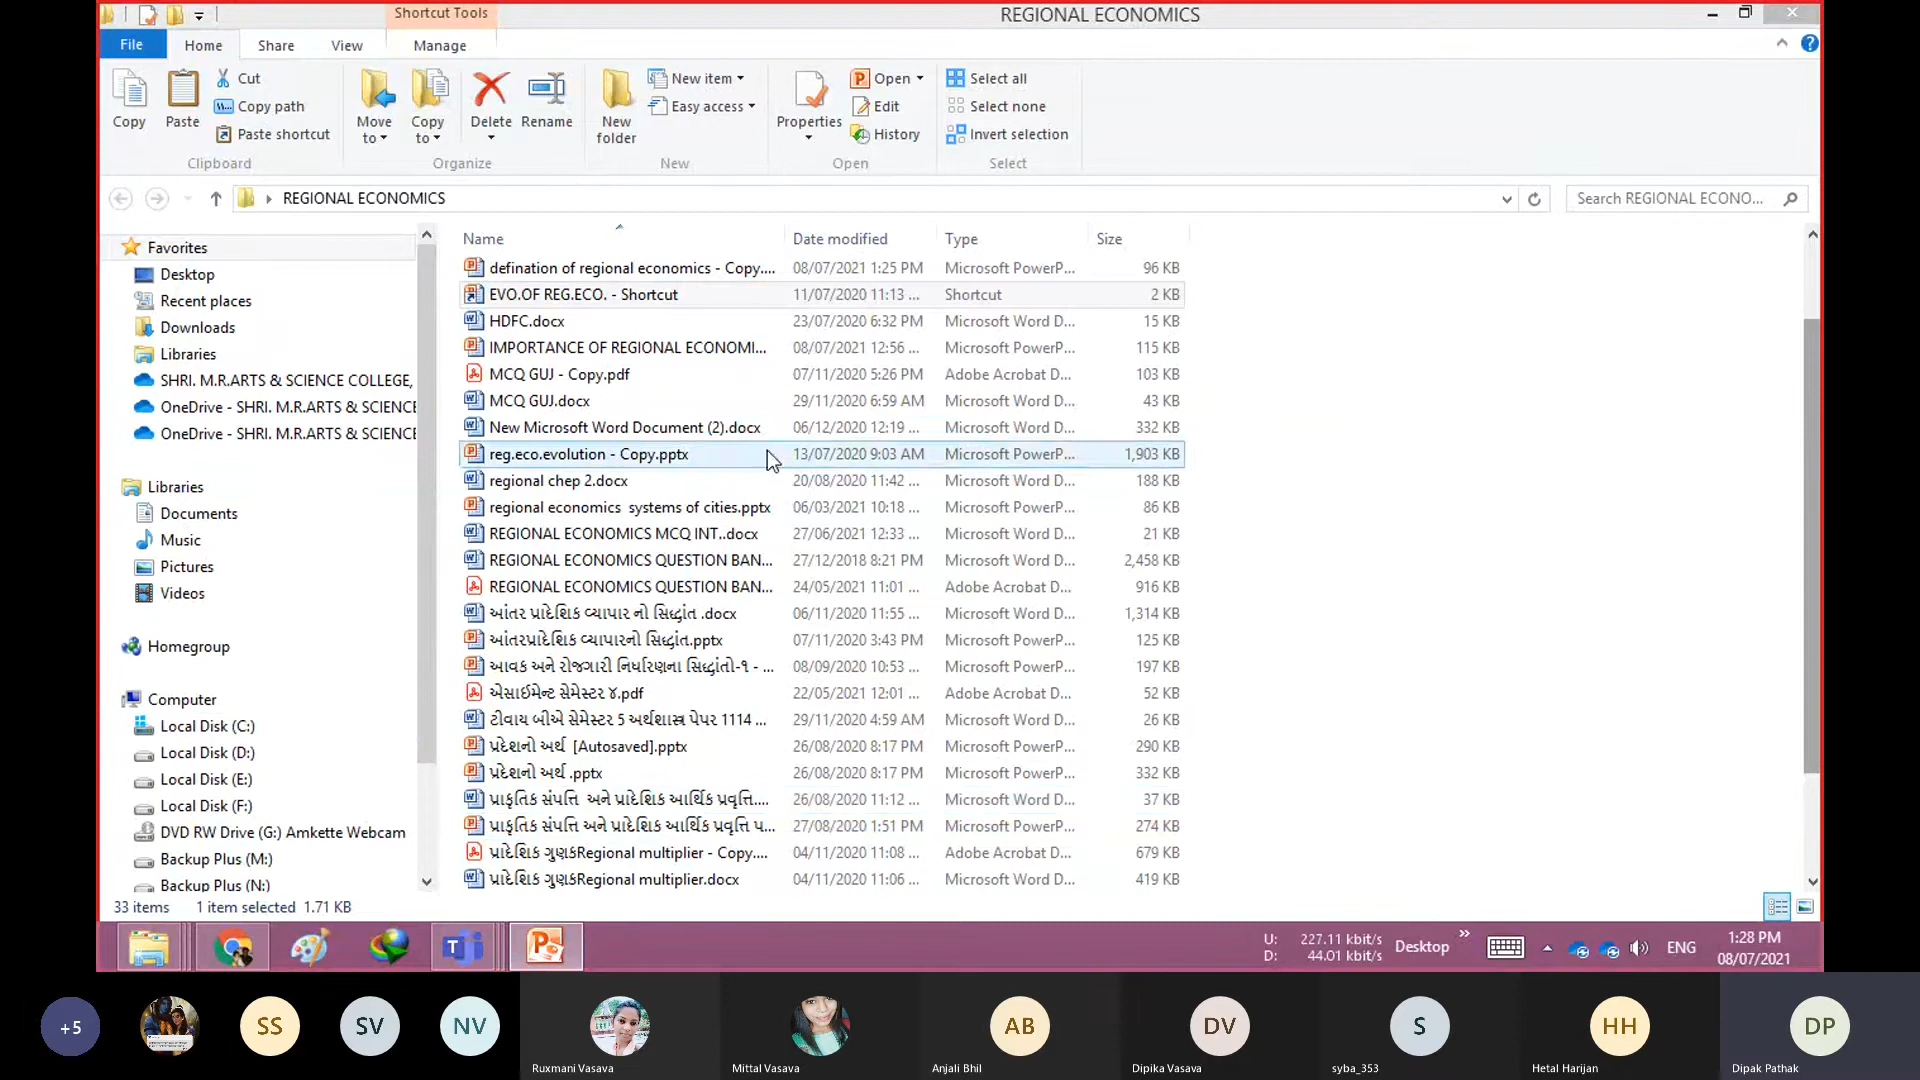 Shortcut Tools
REGIONAL ECONOMICS
File Home Share View Manage
Copy Paste Cut Copy path Paste shortcut
Move to Copy to Delete Rename
New folder New item Easy access
Properties Open Edit History
Select all Select none Invert selection
Clipboard Organize New Open Select
REGIONAL ECONOMICS Search REGIONAL ECONO...
Favorites
Desktop
Recent places
Downloads
Libraries
SHRI. M.R.ARTS & SCIENCE COLLEGE,
OneDrive - SHRI. M.R.ARTS & SCIENCE
OneDrive - SHRI. M.R.ARTS & SCIENCE
Libraries
Documents
Music
Pictures
Videos
Homegroup
Computer
Local Disk (C:)
Local Disk (D:)
Local Disk (E:)
Local Disk (F:)
DVD RW Drive (G:) Amkette Webcam
Backup Plus (M:)
Backup Plus (N:)
Name Date modified Type Size
defination of regional economics - Copy.... 08/07/2021 1:25 PM Microsoft PowerP... 96 KB
EVO.OF REG.ECO. - Shortcut 11/07/2020 11:13 ... Shortcut 2 KB
HDFC.docx 23/07/2020 6:32 PM Microsoft Word D... 15 KB
IMPORTANCE OF REGIONAL ECONOMI... 08/07/2021 12:56 ... Microsoft PowerP... 115 KB
MCQ GUJ - Copy.pdf 07/11/2020 5:26 PM Adobe Acrobat D... 103 KB
MCQ GUJ.docx 29/11/2020 6:59 AM Microsoft Word D... 43 KB
New Microsoft Word Document (2).docx 06/12/2020 12:19 ... Microsoft Word D... 332 KB
reg.eco.evolution - Copy.pptx 13/07/2020 9:03 AM Microsoft PowerP... 1,903 KB
regional chep 2.docx 20/08/2020 11:42 ... Microsoft Word D... 188 KB
regional economics systems of cities.pptx 06/03/2021 10:18 ... Microsoft PowerP... 86 KB
REGIONAL ECONOMICS MCQ INT..docx 27/06/2021 12:33 ... Microsoft Word D... 21 KB
REGIONAL ECONOMICS QUESTION BAN... 27/12/2018 8:21 PM Microsoft Word D... 2,458 KB
REGIONAL ECONOMICS QUESTION BAN... 24/05/2021 11:01 ... Adobe Acrobat D... 916 KB
આંતર પ્રાદેશિક વ્યાપાર નો સિદ્ધાંત .docx 06/11/2020 11:55 ... Microsoft Word D... 1,314 KB
આંતરપ્રાદેશિક વ્યાપારનો સિદ્ધાંત.pptx 07/11/2020 3:43 PM Microsoft PowerP... 125 KB
આવક અને રોજગારી નિર્ધારણના સિદ્ધાંતો-૧ - ... 08/09/2020 10:53 ... Microsoft PowerP... 197 KB
એસાઈમેન્ટ સેમેસ્ટર ૪.pdf 22/05/2021 12:01 ... Adobe Acrobat D... 52 KB
ટીવાય બીએ સેમેસ્ટર 5 અર્થશાસ્ત્ર પેપર 1114 ... 29/11/2020 4:59 AM Microsoft Word D... 26 KB
પ્રદેશનો અર્થ [Autosaved].pptx 26/08/2020 8:17 PM Microsoft PowerP... 290 KB
પ્રદેશનો અર્થ .pptx 26/08/2020 8:17 PM Microsoft PowerP... 332 KB
પ્રાકૃતિક સંપત્તિ અને પ્રાદેશિક આર્થિક પ્રવૃત્તિ.... 26/08/2020 11:12 ... Microsoft Word D... 37 KB
પ્રાકૃતિક સંપત્તિ અને પ્રાદેશિક આર્થિક પ્રવૃત્તિ પ... 27/08/2020 1:51 PM Microsoft PowerP... 274 KB
પ્રાદેશિક ગુણકRegional multiplier - Copy.... 04/11/2020 11:08 ... Adobe Acrobat D... 679 KB
પ્રાદેશિક ગુણકRegional multiplier.docx 04/11/2020 11:06 ... Microsoft Word D... 419 KB
33 items 1 item selected 1.71 KB
U: 227.11 kbit/s
D: 44.01 kbit/s
Desktop ENG
1:28 PM
08/07/2021
+5 SS SV NV AB DV S HH DP
Ruxmani Vasava Mittal Vasava Anjali Bhil Dipika Vasava syba_353 Hetal Harijan Dipak Pathak